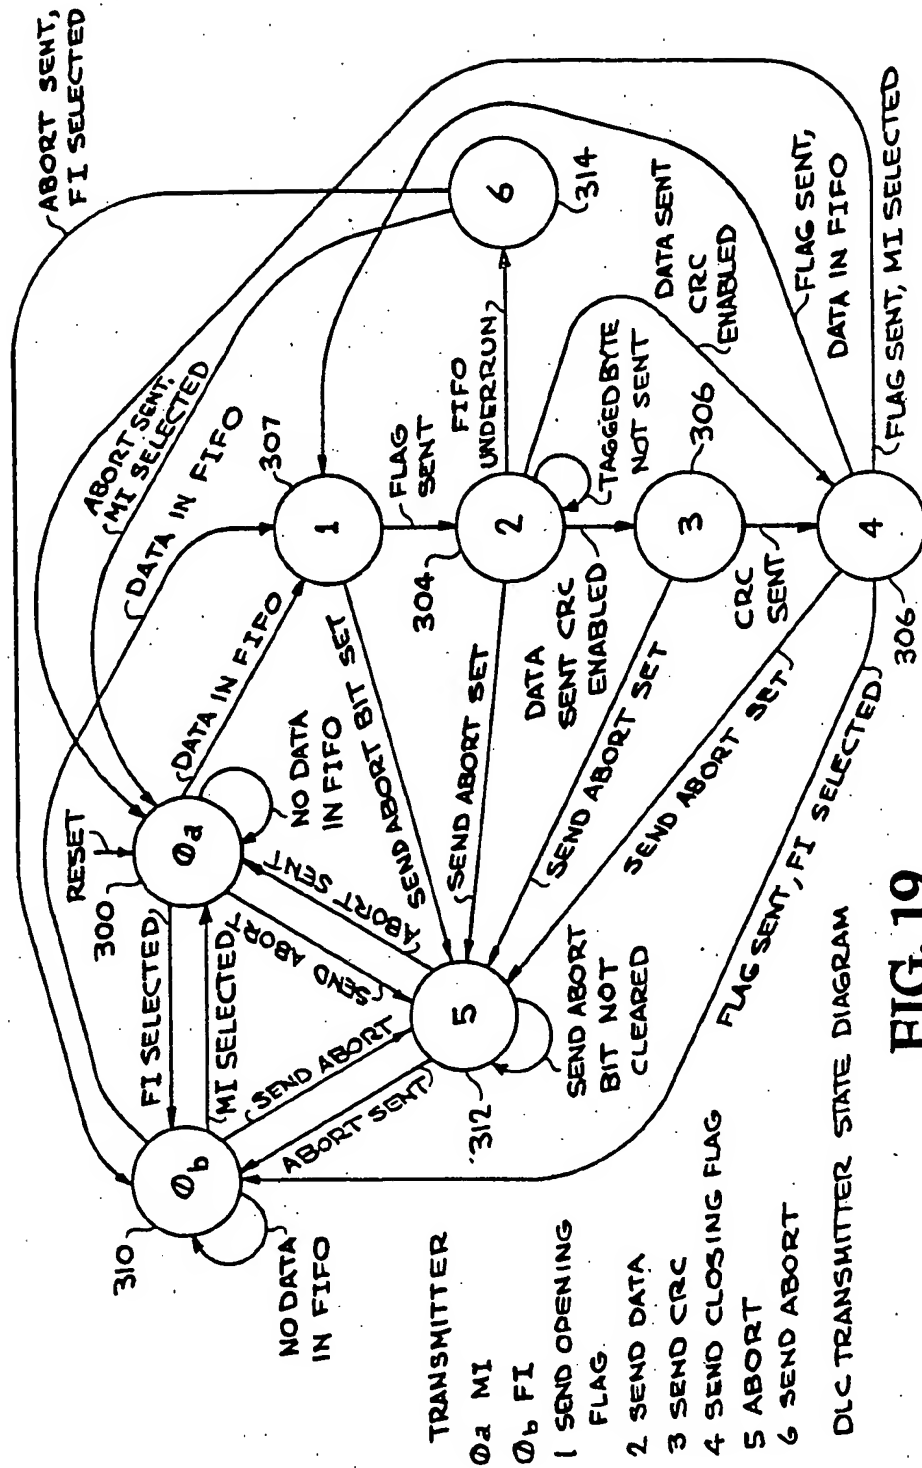 ABORT SENT,
FI SELECTED
ABORT SENT,
MI SELECTED
DATA IN FIFO
RESET
300
Φa
DATA IN FIFO
NO DATA
IN FIFO
307
1
FLAG
SENT
6
314
FIFO
UNDERRUN
304
2
TAGGED BYTE
NOT SENT
DATA SENT
CRC
ENABLED
DATA
SENT CRC
ENABLED
306
3
CRC
SENT
4
306
FLAG SENT,
DATA IN FIFO
FLAG SENT, MI SELECTED
FI SELECTED
MI SELECTED
310
Φb
NO DATA
IN FIFO
SEND ABORT
ABORT SENT
SEND ABORT
ABORT SENT
SEND ABORT BIT SET
SEND ABORT SET
SEND ABORT SET
SEND ABORT SET
5
312
SEND ABORT
BIT NOT
CLEARED
FLAG SENT, FI SELECTED
TRANSMITTER
Φa MI
Φb FI
1 SEND OPENING
FLAG
2 SEND DATA
3 SEND CRC
4 SEND CLOSING FLAG
5 ABORT
6 SEND ABORT
DLC TRANSMITTER STATE DIAGRAM
FIG. 19